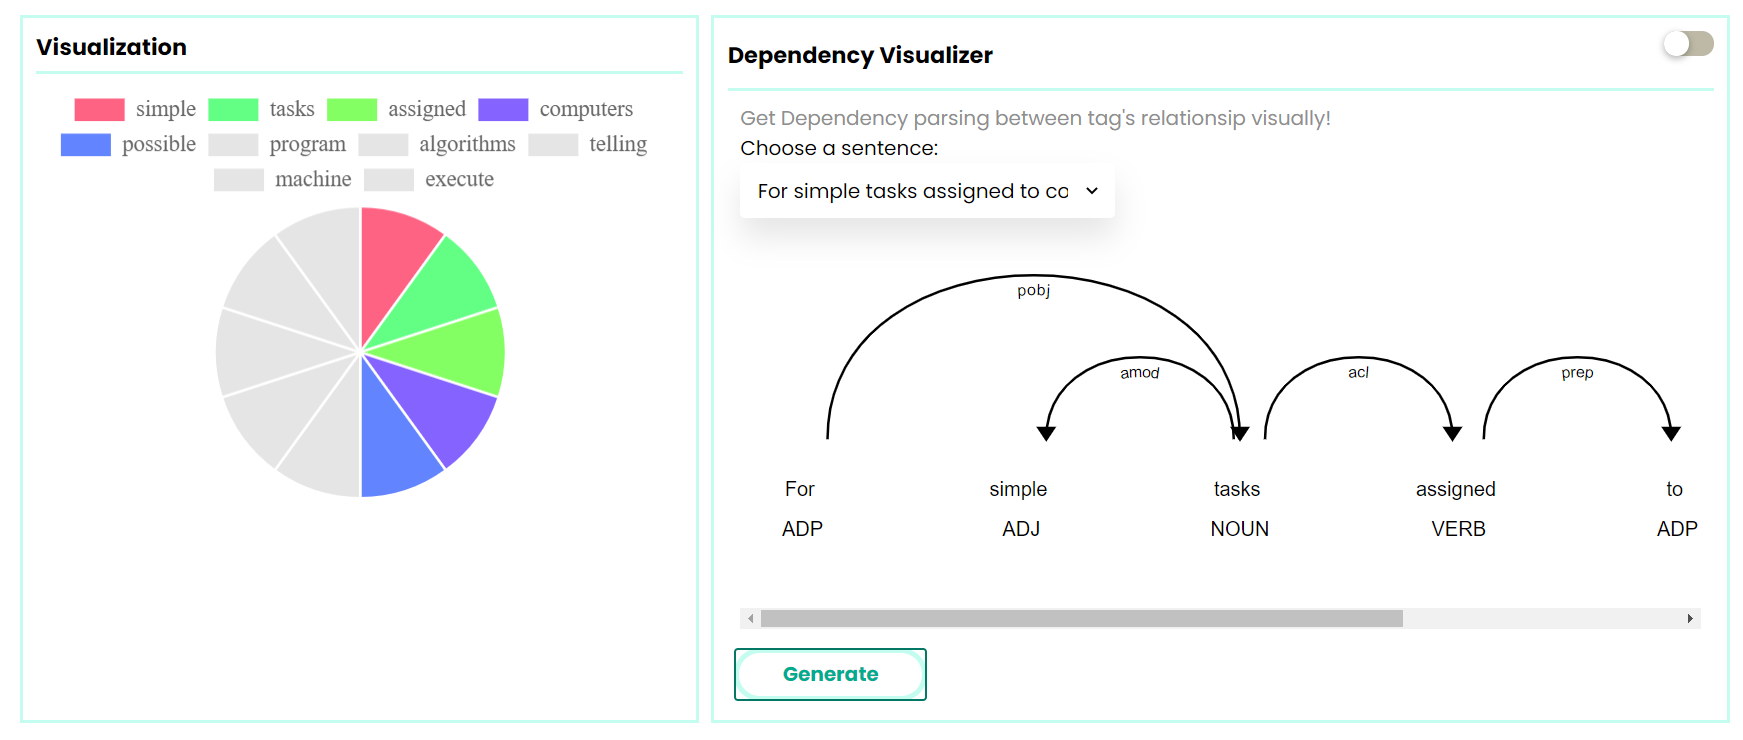 Visualization
simple tasks assigned computers
possible program algorithms telling
machine execute
Dependency Visualizer
Get Dependency parsing between tag's relationsip visually!
Choose a sentence:
For simple tasks assigned to co
pobj
amod acl prep
For simple tasks assigned to
ADP ADJ NOUN VERB ADP
Generate